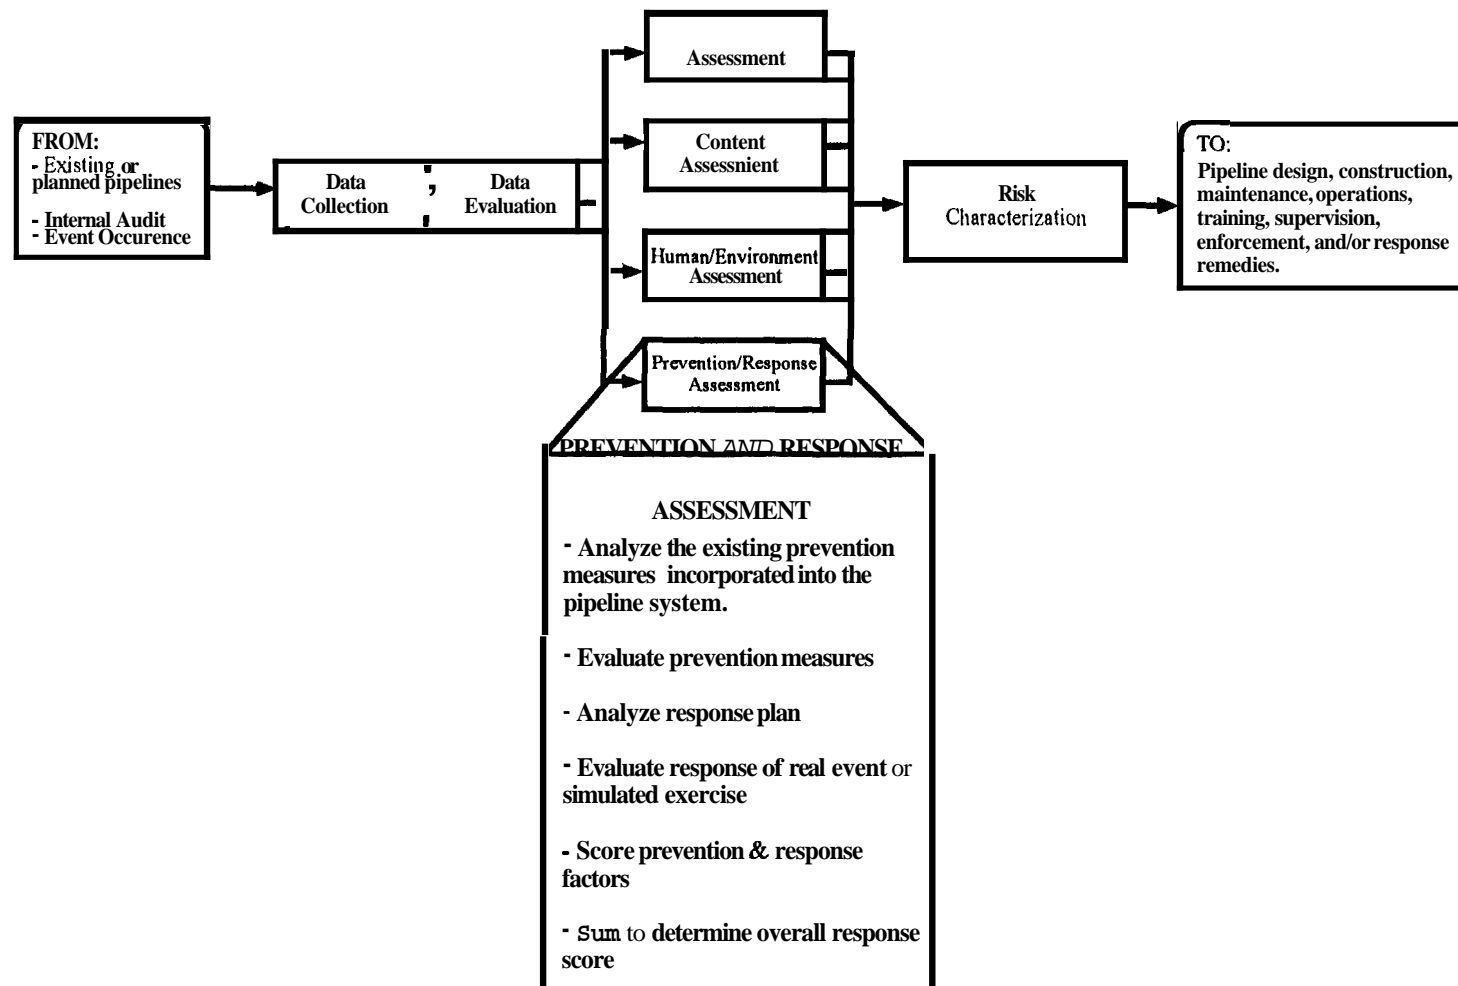 FROM:
- Existing or
planned pipelines
- Internal Audit
- Event Occurence
Data
Collection
Data
Evaluation
Assessment
Content
Assessnient
Human/Environment
Assessment
Prevention/Response
Assessment
Risk
Characterization
TO:
Pipeline design, construction,
maintenance, operations,
training, supervision,
enforcement, and/or response
remedies.
PREVENTION AND RESPONSE
ASSESSMENT
- Analyze the existing prevention
measures incorporated into the
pipeline system.
- Evaluate prevention measures
- Analyze response plan
- Evaluate response of real event or
simulated exercise
- Score prevention & response
factors
- Sum to determine overall response
score